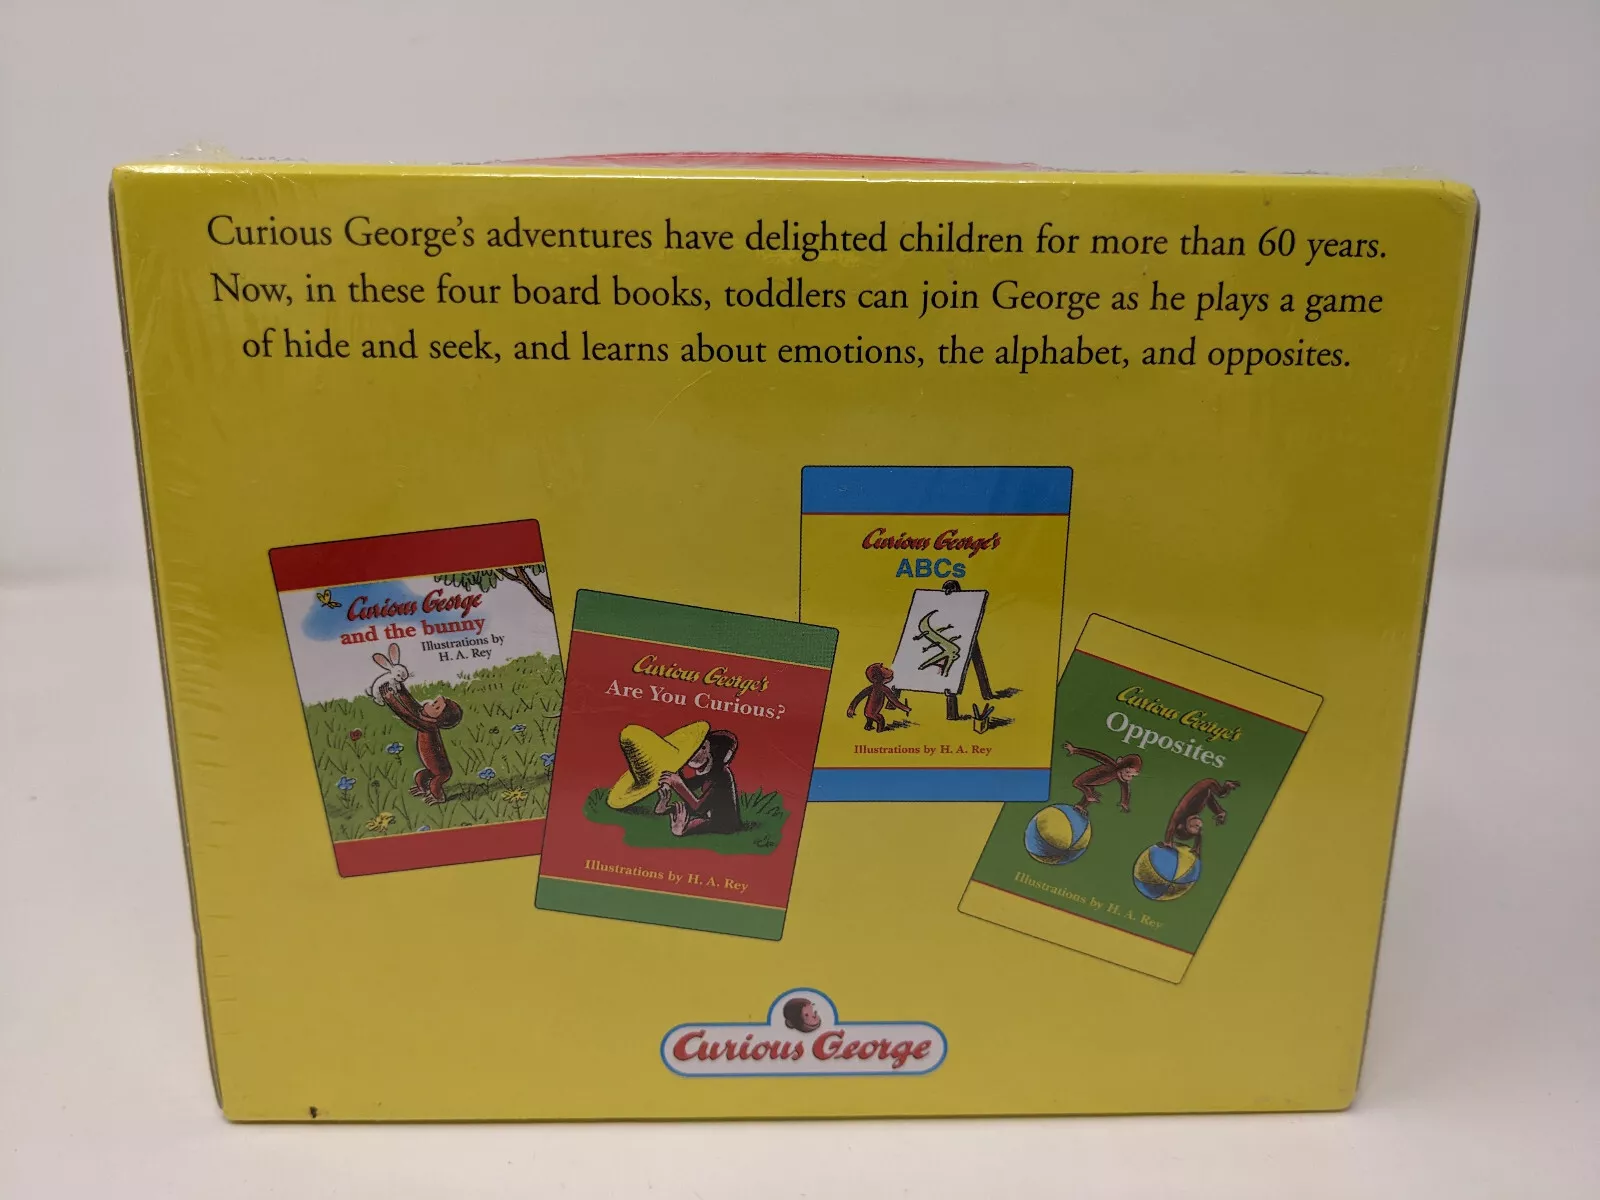 Curious George's adventures have delighted children for more than 60 years.
Now, in these four board books, toddlers can join George as he plays a game
of hide and seek, and learns about emotions, the alphabet, and opposites.
Curious George
and the bunny
Illustrations by
H. A. Rey
Curious George's
Are You Curious?
Illustrations by H. A. Rey
Curious George's
ABCs
Illustrations by H. A. Rey
Curious George's
Opposites
Illustrations by H. A. Rey
Curious George